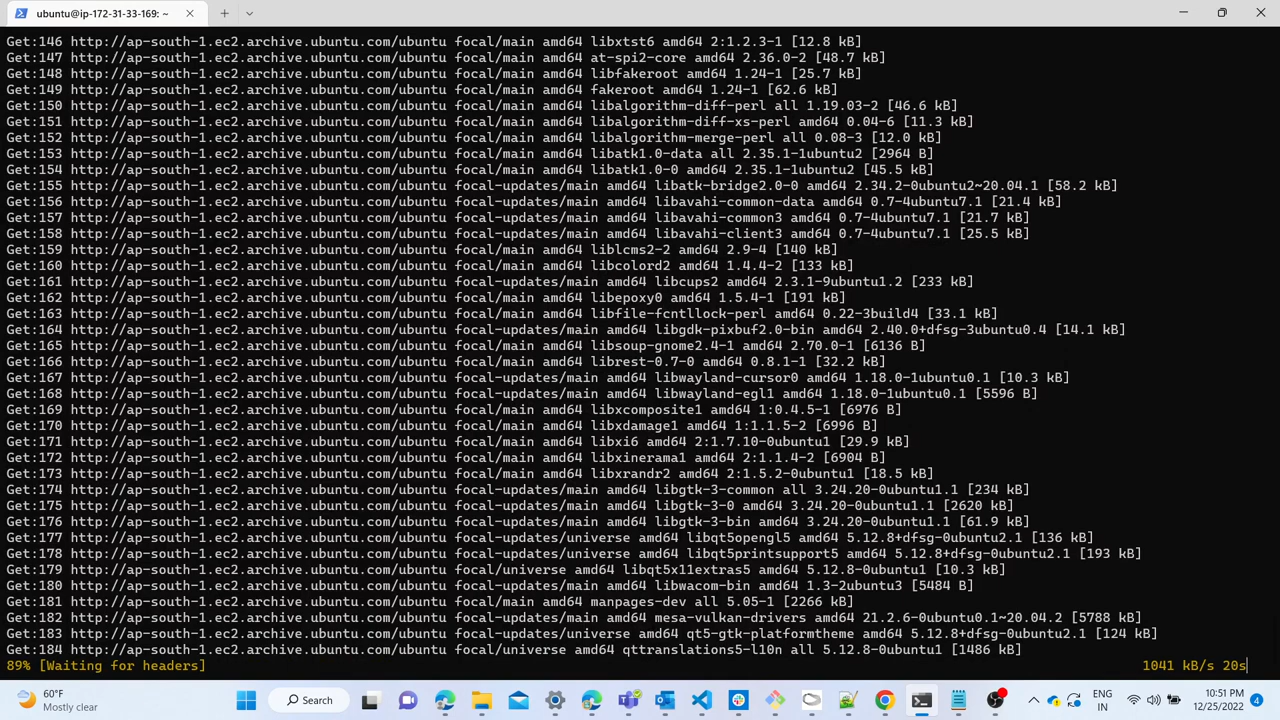 ubuntu@ip-172-31-33-169: ~
Get:146 http://ap-south-1.ec2.archive.ubuntu.com/ubuntu focal/main amd64 libxtst6 amd64 2:1.2.3-1 [12.8 kB]
Get:147 http://ap-south-1.ec2.archive.ubuntu.com/ubuntu focal/main amd64 at-spi2-core amd64 2.36.0-2 [48.7 kB]
Get:148 http://ap-south-1.ec2.archive.ubuntu.com/ubuntu focal/main amd64 libfakeroot amd64 1.24-1 [25.7 kB]
Get:149 http://ap-south-1.ec2.archive.ubuntu.com/ubuntu focal/main amd64 fakeroot amd64 1.24-1 [62.6 kB]
Get:150 http://ap-south-1.ec2.archive.ubuntu.com/ubuntu focal/main amd64 libalgorithm-diff-perl all 1.19.03-2 [46.6 kB]
Get:151 http://ap-south-1.ec2.archive.ubuntu.com/ubuntu focal/main amd64 libalgorithm-diff-xs-perl amd64 0.04-6 [11.3 kB]
Get:152 http://ap-south-1.ec2.archive.ubuntu.com/ubuntu focal/main amd64 libalgorithm-merge-perl all 0.08-3 [12.0 kB]
Get:153 http://ap-south-1.ec2.archive.ubuntu.com/ubuntu focal/main amd64 libatk1.0-data all 2.35.1-1ubuntu2 [2964 B]
Get:154 http://ap-south-1.ec2.archive.ubuntu.com/ubuntu focal/main amd64 libatk1.0-0 amd64 2.35.1-1ubuntu2 [45.5 kB]
Get:155 http://ap-south-1.ec2.archive.ubuntu.com/ubuntu focal-updates/main amd64 libatk-bridge2.0-0 amd64 2.34.2-0ubuntu2~20.04.1 [58.2 kB]
Get:156 http://ap-south-1.ec2.archive.ubuntu.com/ubuntu focal-updates/main amd64 libavahi-common-data amd64 0.7-4ubuntu7.1 [21.4 kB]
Get:157 http://ap-south-1.ec2.archive.ubuntu.com/ubuntu focal-updates/main amd64 libavahi-common3 amd64 0.7-4ubuntu7.1 [21.7 kB]
Get:158 http://ap-south-1.ec2.archive.ubuntu.com/ubuntu focal-updates/main amd64 libavahi-client3 amd64 0.7-4ubuntu7.1 [25.5 kB]
Get:159 http://ap-south-1.ec2.archive.ubuntu.com/ubuntu focal/main amd64 liblcms2-2 amd64 2.9-4 [140 kB]
Get:160 http://ap-south-1.ec2.archive.ubuntu.com/ubuntu focal/main amd64 libcolord2 amd64 1.4.4-2 [133 kB]
Get:161 http://ap-south-1.ec2.archive.ubuntu.com/ubuntu focal-updates/main amd64 libcups2 amd64 2.3.1-9ubuntu1.2 [233 kB]
Get:162 http://ap-south-1.ec2.archive.ubuntu.com/ubuntu focal/main amd64 libepoxy0 amd64 1.5.4-1 [191 kB]
Get:163 http://ap-south-1.ec2.archive.ubuntu.com/ubuntu focal/main amd64 libfile-fcntllock-perl amd64 0.22-3build4 [33.1 kB]
Get:164 http://ap-south-1.ec2.archive.ubuntu.com/ubuntu focal-updates/main amd64 libgdk-pixbuf2.0-bin amd64 2.40.0+dfsg-3ubuntu0.4 [14.1 kB]
Get:165 http://ap-south-1.ec2.archive.ubuntu.com/ubuntu focal/main amd64 libsoup-gnome2.4-1 amd64 2.70.0-1 [6136 B]
Get:166 http://ap-south-1.ec2.archive.ubuntu.com/ubuntu focal/main amd64 librest-0.7-0 amd64 0.8.1-1 [32.2 kB]
Get:167 http://ap-south-1.ec2.archive.ubuntu.com/ubuntu focal-updates/main amd64 libwayland-cursor0 amd64 1.18.0-1ubuntu0.1 [10.3 kB]
Get:168 http://ap-south-1.ec2.archive.ubuntu.com/ubuntu focal-updates/main amd64 libwayland-egl1 amd64 1.18.0-1ubuntu0.1 [5596 B]
Get:169 http://ap-south-1.ec2.archive.ubuntu.com/ubuntu focal/main amd64 libxcomposite1 amd64 1:0.4.5-1 [6976 B]
Get:170 http://ap-south-1.ec2.archive.ubuntu.com/ubuntu focal/main amd64 libxdamage1 amd64 1:1.1.5-2 [6996 B]
Get:171 http://ap-south-1.ec2.archive.ubuntu.com/ubuntu focal/main amd64 libxi6 amd64 2:1.7.10-0ubuntu1 [29.9 kB]
Get:172 http://ap-south-1.ec2.archive.ubuntu.com/ubuntu focal/main amd64 libxinerama1 amd64 2:1.1.4-2 [6904 B]
Get:173 http://ap-south-1.ec2.archive.ubuntu.com/ubuntu focal/main amd64 libxrandr2 amd64 2:1.5.2-0ubuntu1 [18.5 kB]
Get:174 http://ap-south-1.ec2.archive.ubuntu.com/ubuntu focal-updates/main amd64 libgtk-3-common all 3.24.20-0ubuntu1.1 [234 kB]
Get:175 http://ap-south-1.ec2.archive.ubuntu.com/ubuntu focal-updates/main amd64 libgtk-3-0 amd64 3.24.20-0ubuntu1.1 [2620 kB]
Get:176 http://ap-south-1.ec2.archive.ubuntu.com/ubuntu focal-updates/main amd64 libgtk-3-bin amd64 3.24.20-0ubuntu1.1 [61.9 kB]
Get:177 http://ap-south-1.ec2.archive.ubuntu.com/ubuntu focal-updates/universe amd64 libqt5opengl5 amd64 5.12.8+dfsg-0ubuntu2.1 [136 kB]
Get:178 http://ap-south-1.ec2.archive.ubuntu.com/ubuntu focal-updates/universe amd64 libqt5printsupport5 amd64 5.12.8+dfsg-0ubuntu2.1 [193 kB]
Get:179 http://ap-south-1.ec2.archive.ubuntu.com/ubuntu focal/universe amd64 libqt5x11extras5 amd64 5.12.8-0ubuntu1 [10.3 kB]
Get:180 http://ap-south-1.ec2.archive.ubuntu.com/ubuntu focal-updates/main amd64 libwacom-bin amd64 1.3-2ubuntu3 [5484 B]
Get:181 http://ap-south-1.ec2.archive.ubuntu.com/ubuntu focal/main amd64 manpages-dev all 5.05-1 [2266 kB]
Get:182 http://ap-south-1.ec2.archive.ubuntu.com/ubuntu focal-updates/main amd64 mesa-vulkan-drivers amd64 21.2.6-0ubuntu0.1~20.04.2 [5788 kB]
Get:183 http://ap-south-1.ec2.archive.ubuntu.com/ubuntu focal-updates/universe amd64 qt5-gtk-platformtheme amd64 5.12.8+dfsg-0ubuntu2.1 [124 kB]
Get:184 http://ap-south-1.ec2.archive.ubuntu.com/ubuntu focal/universe amd64 qttranslations5-l10n all 5.12.8-0ubuntu1 [1486 kB]
89% [Waiting for headers] 1041 kB/s 20s
60°F
Mostly clear
Search
ENG
IN
10:51 PM
12/25/2022
4